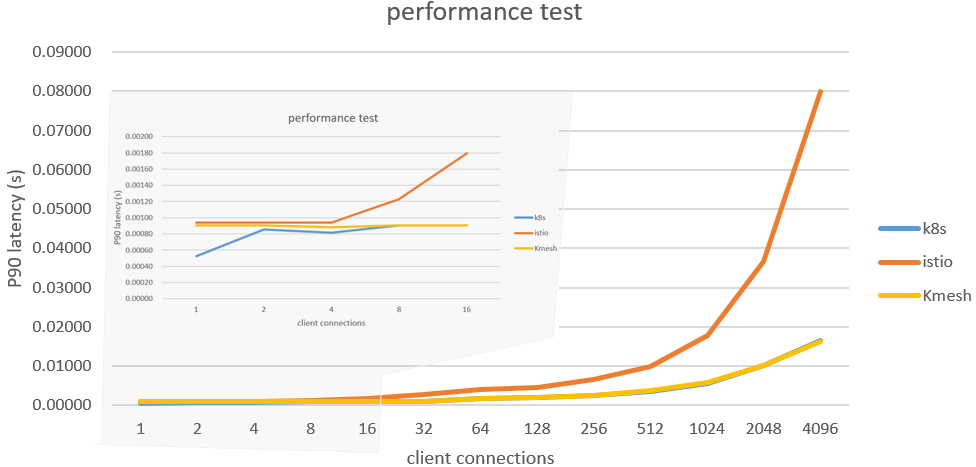 performance test
0.09000
0.08000
0.07000
0.06000
0.05000
0.04000
0.03000
0.02000
0.01000
0.00000
P90 latency (s)
1 2 4 8 16 32 64 128 256 512 1024 2048 4096
client connections
k8s
istio
Kmesh
performance test
0.00200
0.00180
0.00160
0.00140
0.00120
0.00100
0.00080
0.00060
0.00040
0.00020
0.00000
P90 latency (s)
1 2 4 8 16
client connections
k8s
istio
Kmesh